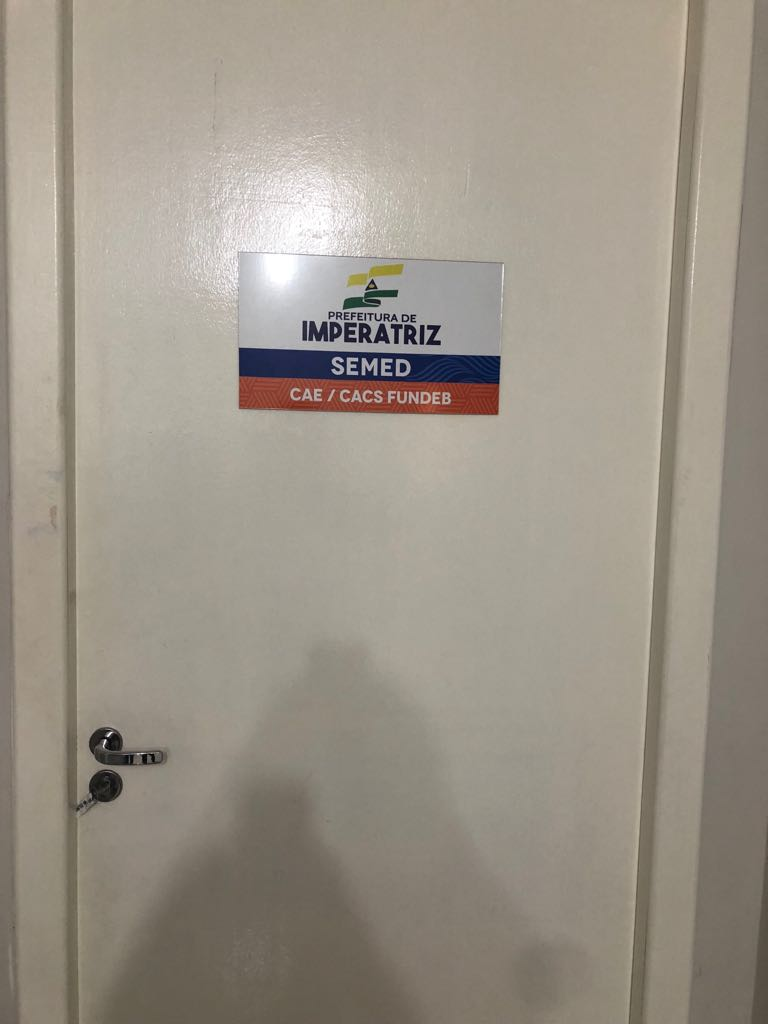 PREFEITURA DE
IMPERATRIZ
SEMED
CAE / CACS FUNDEB